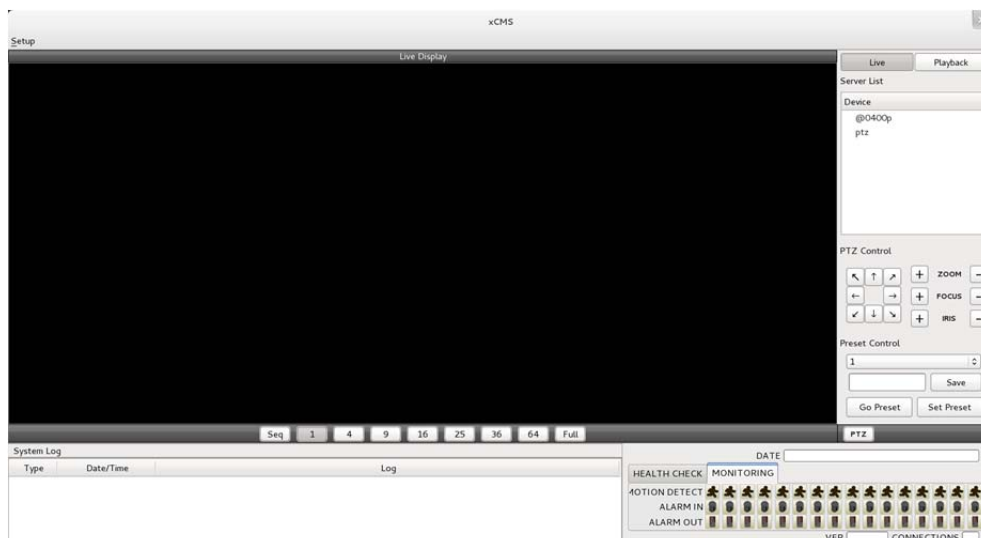 xCMS
Setup
Live Display
Live Playback
Server List
Device
@0400p
ptz
PTZ Control
ZOOM
FOCUS
IRIS
Preset Control
1
Save
Go Preset Set Preset
Seq 1 4 9 16 25 36 64 Full
PTZ
System Log
Type Date/Time Log
DATE
HEALTH CHECK MONITORING
MOTION DETECT
ALARM IN
ALARM OUT
VER CONNECTIONS